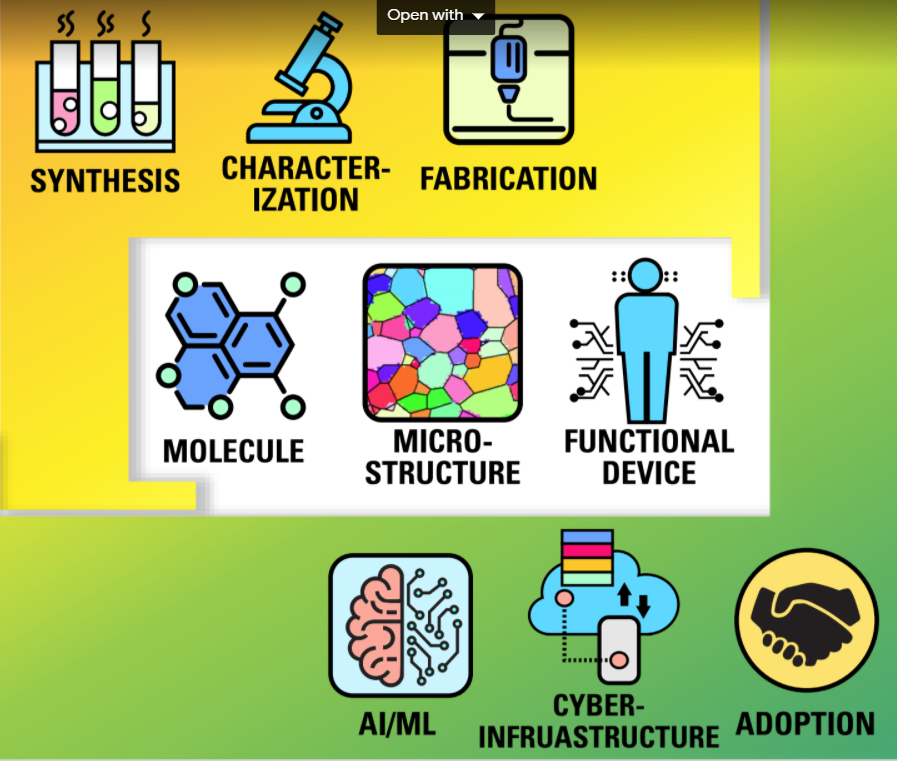 Open with
SYNTHESIS
CHARACTER-
IZATION
FABRICATION
MOLECULE
MICRO-
STRUCTURE
FUNCTIONAL
DEVICE
AI/ML
CYBER-
INFRUASTRUCTURE
ADOPTION